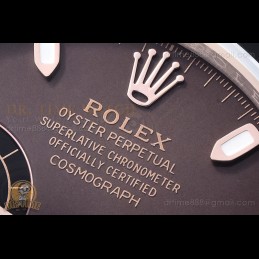 ROLEX
OYSTER PERPETUAL
SUPERLATIVE CHRONOMETER
OFFICIALLY CERTIFIED
COSMOGRAPH